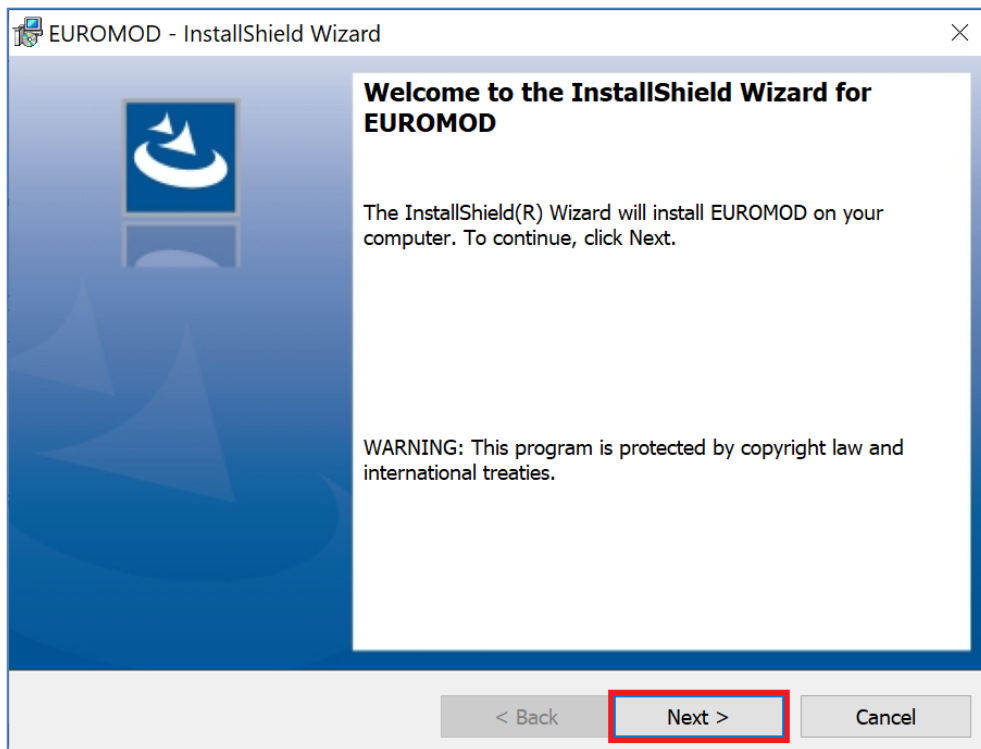 EUROMOD - InstallShield Wizard
Welcome to the InstallShield Wizard for
EUROMOD
The InstallShield(R) Wizard will install EUROMOD on your
computer. To continue, click Next.
WARNING: This program is protected by copyright law and
international treaties.
< Back Next > Cancel